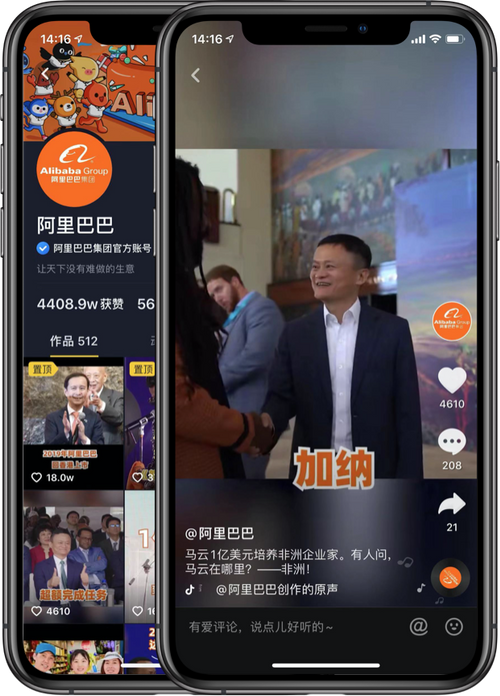 14:16
Alibaba Group
阿里巴巴集团
阿里巴巴
阿里巴巴集团官方账号
让天下没有难做的生意
4408.9w 获赞 56
作品 512
置顶
置顶
2019年阿里巴巴
18.0w
3
超额完成任务
4610
10
14:16
Alibaba Group
4610
208
21
加纳
@阿里巴巴
马云1亿美元培养非洲企业家。有人问，
马云在哪里？——非洲！
@阿里巴巴创作的原声
有爱评论，说点儿好听的~